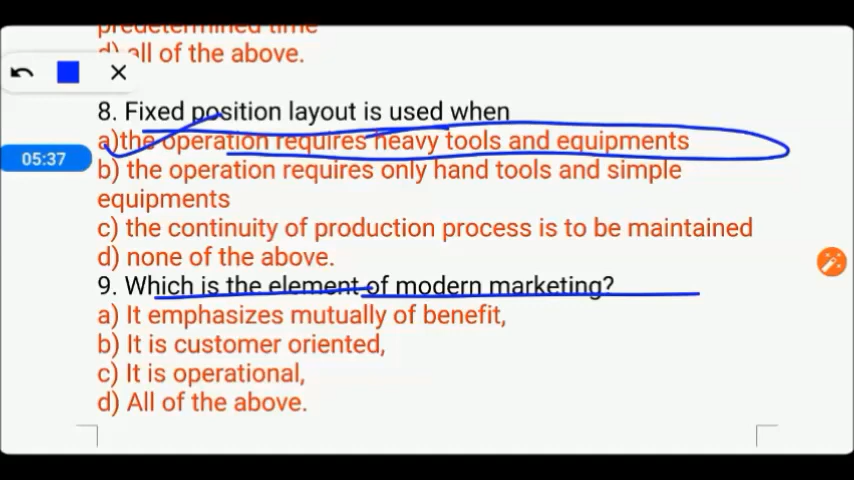 predetermined time
d) all of the above.
8. Fixed position layout is used when
a)the operation requires heavy tools and equipments
05:37
b) the operation requires only hand tools and simple
equipments
c) the continuity of production process is to be maintained
d) none of the above.
9. Which is the element of modern marketing?
a) It emphasizes mutually of benefit,
b) It is customer oriented,
c) It is operational,
d) All of the above.